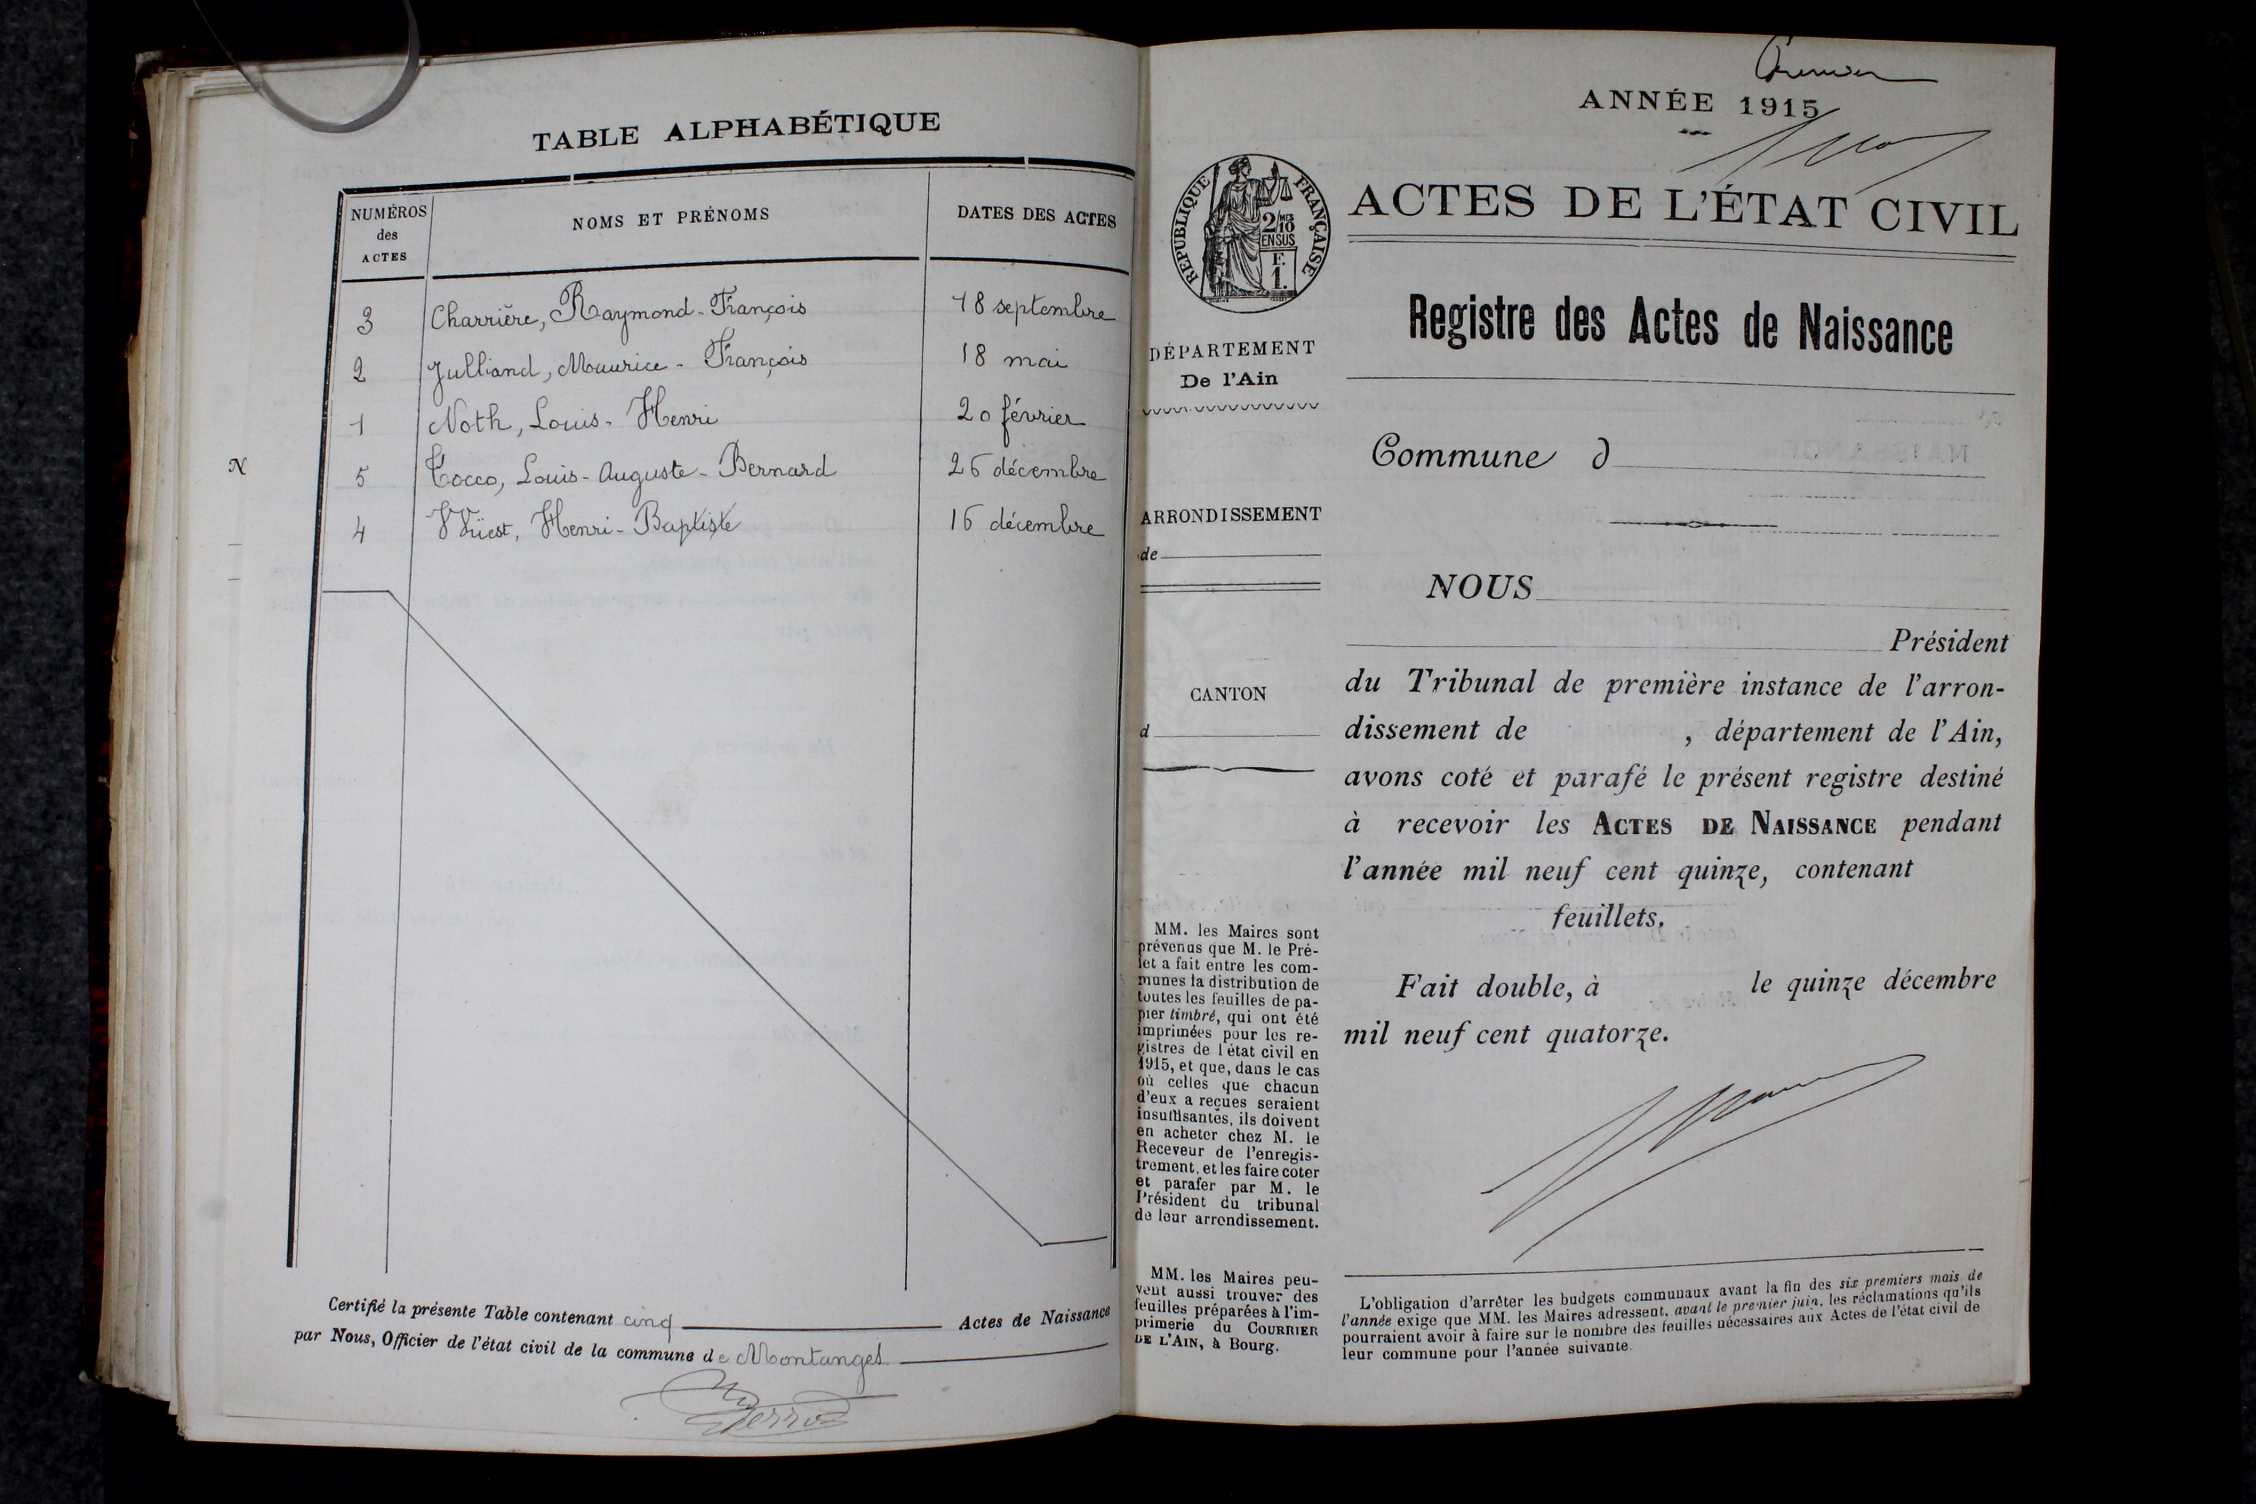 TABLE ALPHABÉTIQUE
NUMÉROS des ACTES
NOMS ET PRÉNOMS
DATES DES ACTES
3 Charrière, Raymond-François 18 septembre
2 Julliand, Maurice-François 18 mai
1 Noth, Louis-Henri 20 février
N
5 Tocco, Louis-Auguste-Bernard 26 décembre
4 Wüest, Henri-Baptiste 16 décembre
Certifié la présente Table contenant cinq Actes de Naissance
par Nous, Officier de l'état civil de la commune de Montanges
Premier
ANNÉE 1915
RÉPUBLIQUE FRANÇAISE
2/10 MES
EN SUS
F.
1.
ACTES DE L'ÉTAT CIVIL
Registre des Actes de Naissance
DÉPARTEMENT
De l'Ain
Commune d
ARRONDISSEMENT
de
NOUS
Président
CANTON
d
du Tribunal de première instance de l'arron-
dissement de , département de l'Ain,
avons coté et parafé le présent registre destiné
à recevoir les ACTES DE NAISSANCE pendant
l'année mil neuf cent quinze, contenant
feuillets.
Fait double, à le quinze décembre
mil neuf cent quatorze.
MM. les Maires sont
prévenus que M. le Pré-
fet a fait entre les com-
munes la distribution de
toutes les feuilles de pa-
pier timbré, qui ont été
imprimées pour les re-
gistres de l'état civil en
1915, et que, dans le cas
où celles que chacun
d'eux a reçues seraient
insuffisantes, ils doivent
en acheter chez M. le
Receveur de l'enregis-
trement, et les faire coter
et parafer par M. le
Président du tribunal
de leur arrondissement.
MM. les Maires peu-
vent aussi trouver des
feuilles préparées à l'im-
primerie du COURRIER
DE L'AIN, à Bourg.
L'obligation d'arrêter les budgets communaux avant la fin des six premiers mois de
l'année exige que MM. les Maires adressent, avant le premier juin, les réclamations qu'ils
pourraient avoir à faire sur le nombre des feuilles nécessaires aux Actes de l'état civil de
leur commune pour l'année suivante.